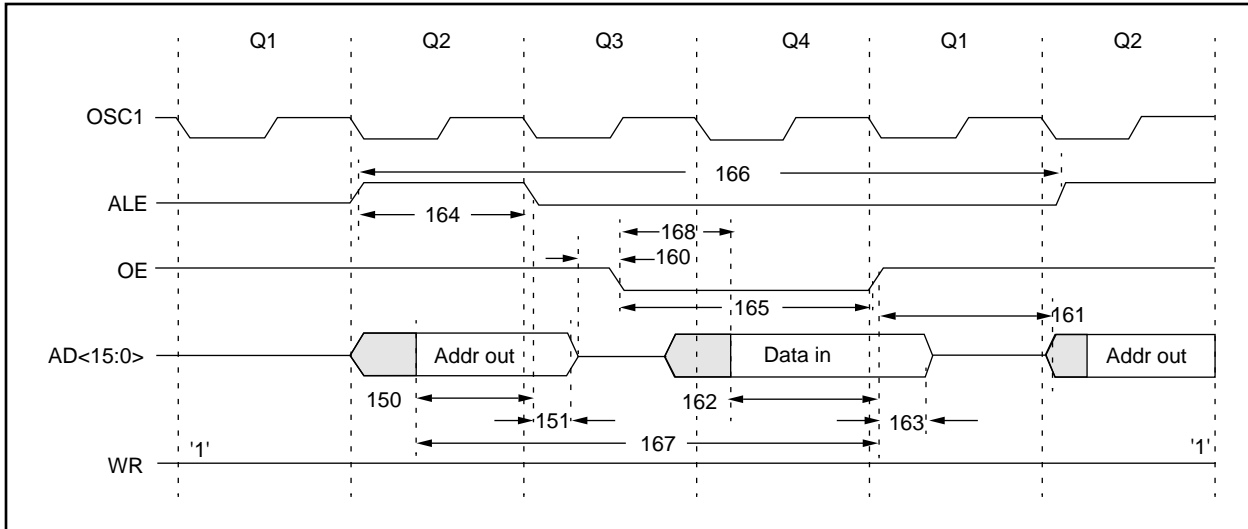 Q1 Q2 Q3 Q4 Q1 Q2
OSC1
166
ALE
164
168
160
OE
165
161
AD<15:0>
Addr out
Data in
Addr out
150
162
151
163
167
'1'
'1'
WR